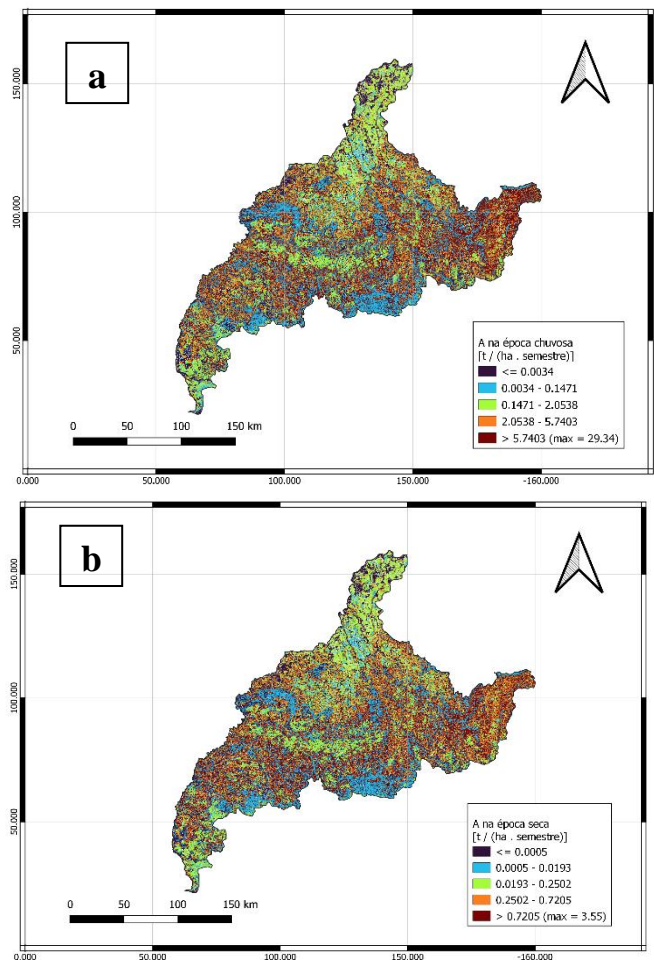 a
150.000
100.000
50.000
A na época chuvosa
[t / (ha . semestre)]
<= 0.0034
0.0034 - 0.1471
0.1471 - 2.0538
2.0538 - 5.7403
> 5.7403 (max = 29.34)
0 50 100 150 km
0.000 50.000 100.000 150.000 -160.000
b
150.000
100.000
50.000
A na época seca
[t / (ha . semestre)]
<= 0.0005
0.0005 - 0.0193
0.0193 - 0.2502
0.2502 - 0.7205
> 0.7205 (max = 3.55)
0 50 100 150 km
0.000 50.000 100.000 150.000 -160.000